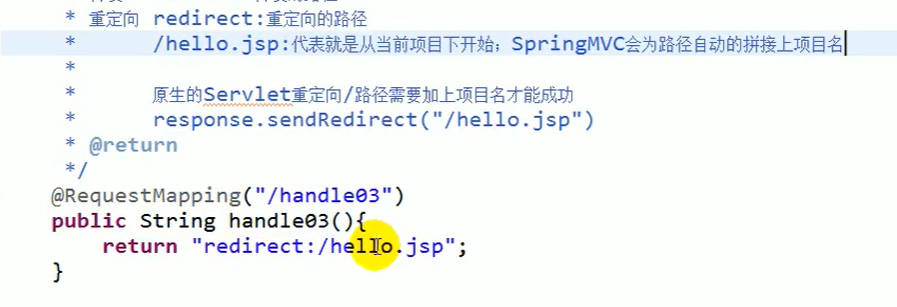 * 重定向 redirect:重定向的路径
* /hello.jsp:代表就是从当前项目下开始；SpringMVC会为路径自动的拼接上项目名
*
* 原生的Servlet重定向/路径需要加上项目名才能成功
* response.sendRedirect("/hello.jsp")
* @return
*/
@RequestMapping("/handle03")
public String handle03(){
return "redirect:/hello.jsp";
}